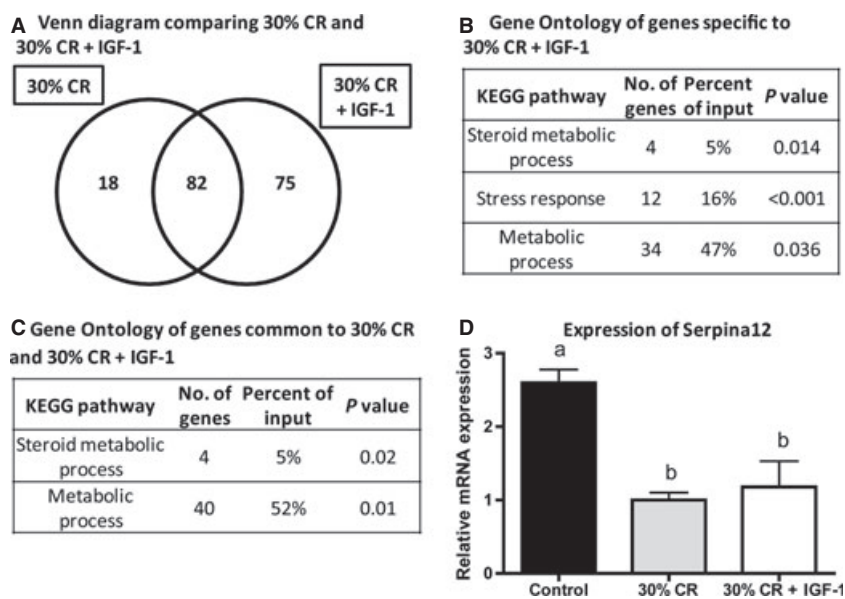 A Venn diagram comparing 30% CR and
30% CR + IGF-1
30% CR
30% CR
+ IGF-1
18 82 75
B Gene Ontology of genes specific to
30% CR + IGF-1
KEGG pathway No. of genes Percent of input P value
Steroid metabolic process 4 5% 0.014
Stress response 12 16% <0.001
Metabolic process 34 47% 0.036
C Gene Ontology of genes common to 30% CR
and 30% CR + IGF-1
KEGG pathway No. of genes Percent of input P value
Steroid metabolic process 4 5% 0.02
Metabolic process 40 52% 0.01
D Expression of Serpina12
Relative mRNA expression
3
2
1
0
a
b
b
Control 30% CR 30% CR + IGF-1